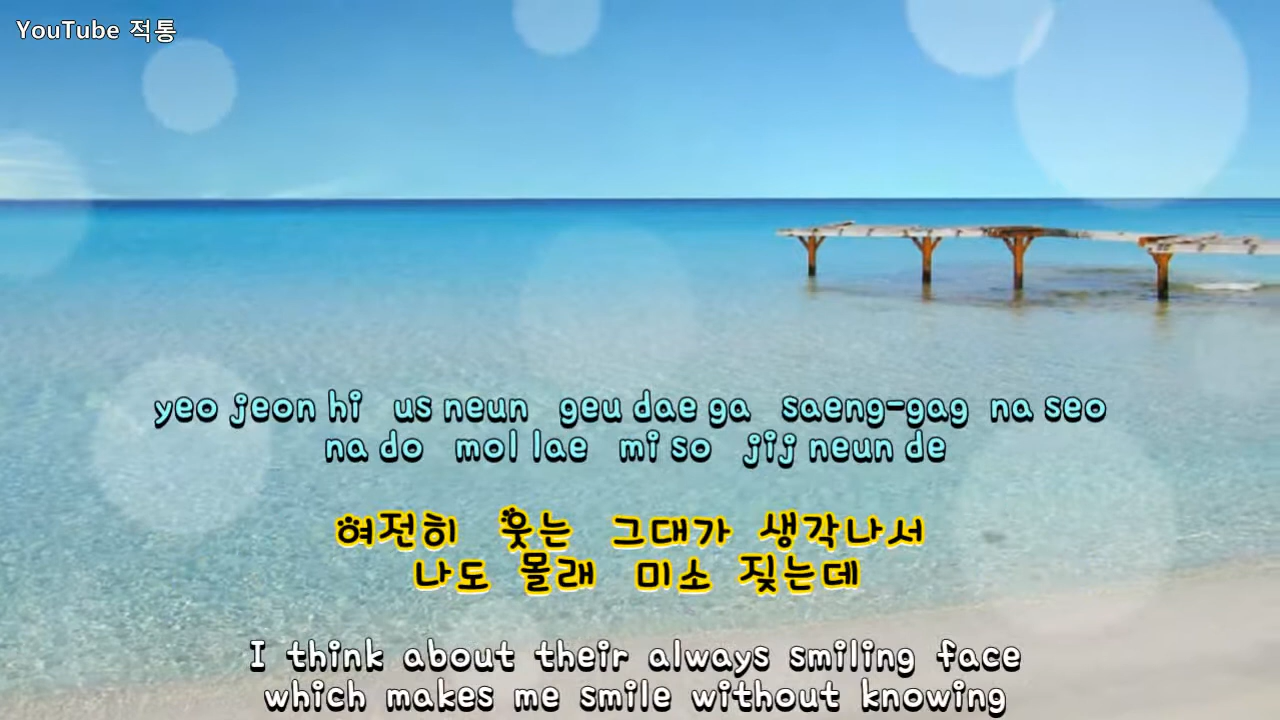 YouTube 적통
yeo jeon hi us neun geu dae ga saeng-gag na seo
na do mol lae mi so jij neun de
여전히 웃는 그대가 생각나서
나도 몰래 미소 짖는데
I think about their always smiling face
which makes me smile without knowing